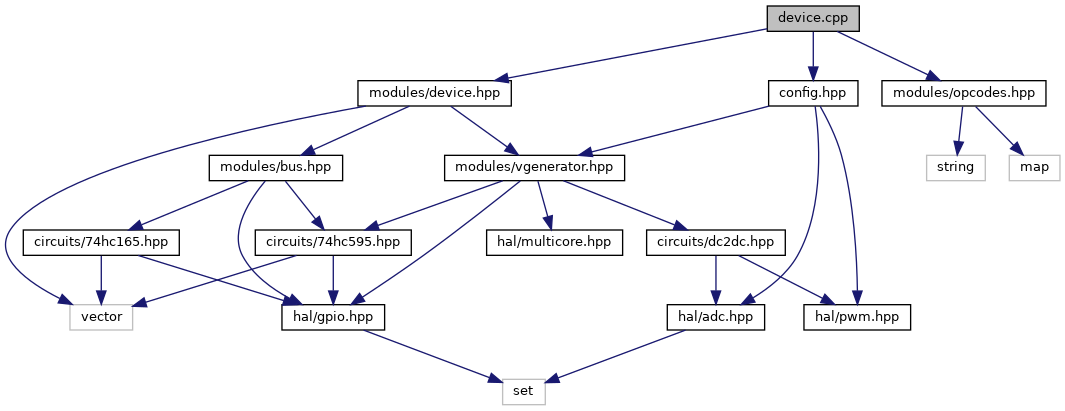 device.cpp
modules/device.hpp
config.hpp
modules/opcodes.hpp
modules/bus.hpp
modules/vgenerator.hpp
string
map
circuits/74hc165.hpp
circuits/74hc595.hpp
hal/multicore.hpp
circuits/dc2dc.hpp
vector
hal/gpio.hpp
hal/adc.hpp
hal/pwm.hpp
set